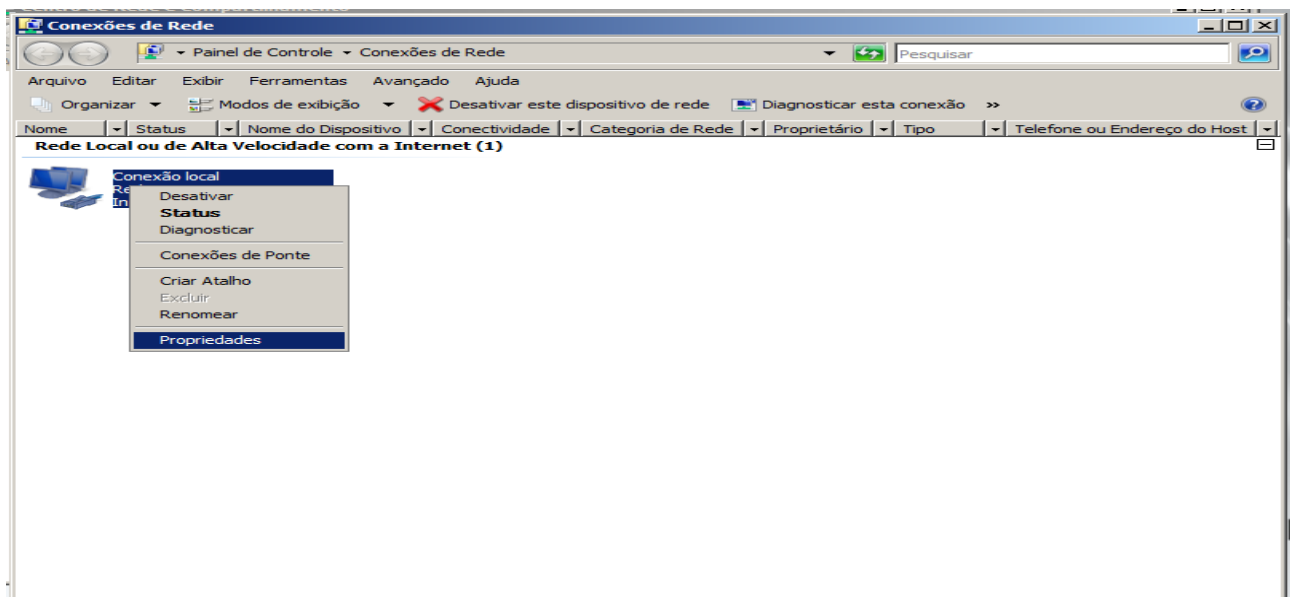 Conexões de Rede
Painel de Controle Conexões de Rede Pesquisar
Arquivo Editar Exibir Ferramentas Avançado Ajuda
Organizar Modos de exibição Desativar este dispositivo de rede Diagnosticar esta conexão »
Nome Status Nome do Dispositivo Conectividade Categoria de Rede Proprietário Tipo Telefone ou Endereço do Host
Rede Local ou de Alta Velocidade com a Internet (1)
Conexão local
Desativar
Status
Diagnosticar
Conexões de Ponte
Criar Atalho
Excluir
Renomear
Propriedades